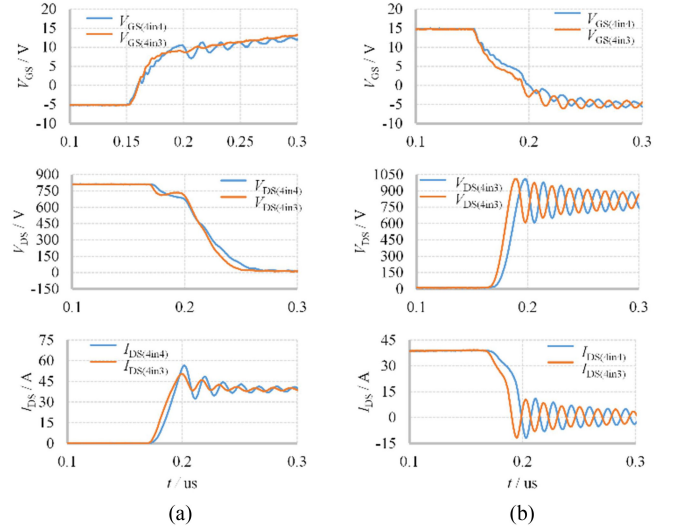 20
15
10
5
0
-5
-10
V_GS / V
V_GS(4in4)
V_GS(4in3)
0.1
0.15
0.2
0.25
0.3
20
15
10
5
0
-5
-10
V_GS / V
V_GS(4in4)
V_GS(4in3)
0.1
0.2
0.3
900
750
600
450
300
150
0
-150
V_DS / V
V_DS(4in4)
V_DS(4in3)
0.1
0.2
0.3
1050
900
750
600
450
300
150
0
V_DS / V
V_DS(4in3)
V_DS(4in3)
0.1
0.2
0.3
75
60
45
30
15
0
I_DS / A
I_DS(4in4)
I_DS(4in3)
0.1
0.2
0.3
t / us
45
30
15
0
-15
I_DS / A
I_DS(4in4)
I_DS(4in3)
0.1
0.2
0.3
t / us
(a)
(b)